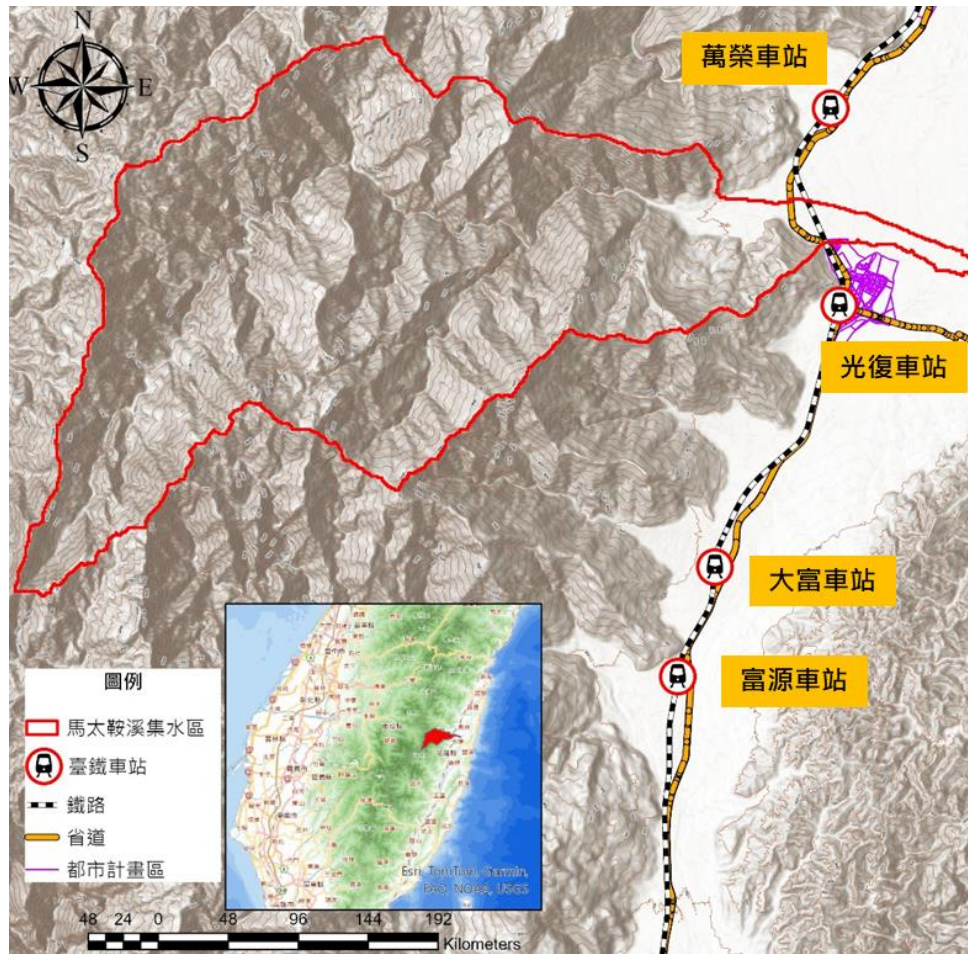 N
W
E
S
萬榮車站
光復車站
大富車站
富源車站
圖例
馬太鞍溪集水區
臺鐵車站
鐵路
省道
都市計畫區
Esri, TomTom, Garmin,
FAO, NOAA, USGS
48 24 0 48 96 144 192
Kilometers